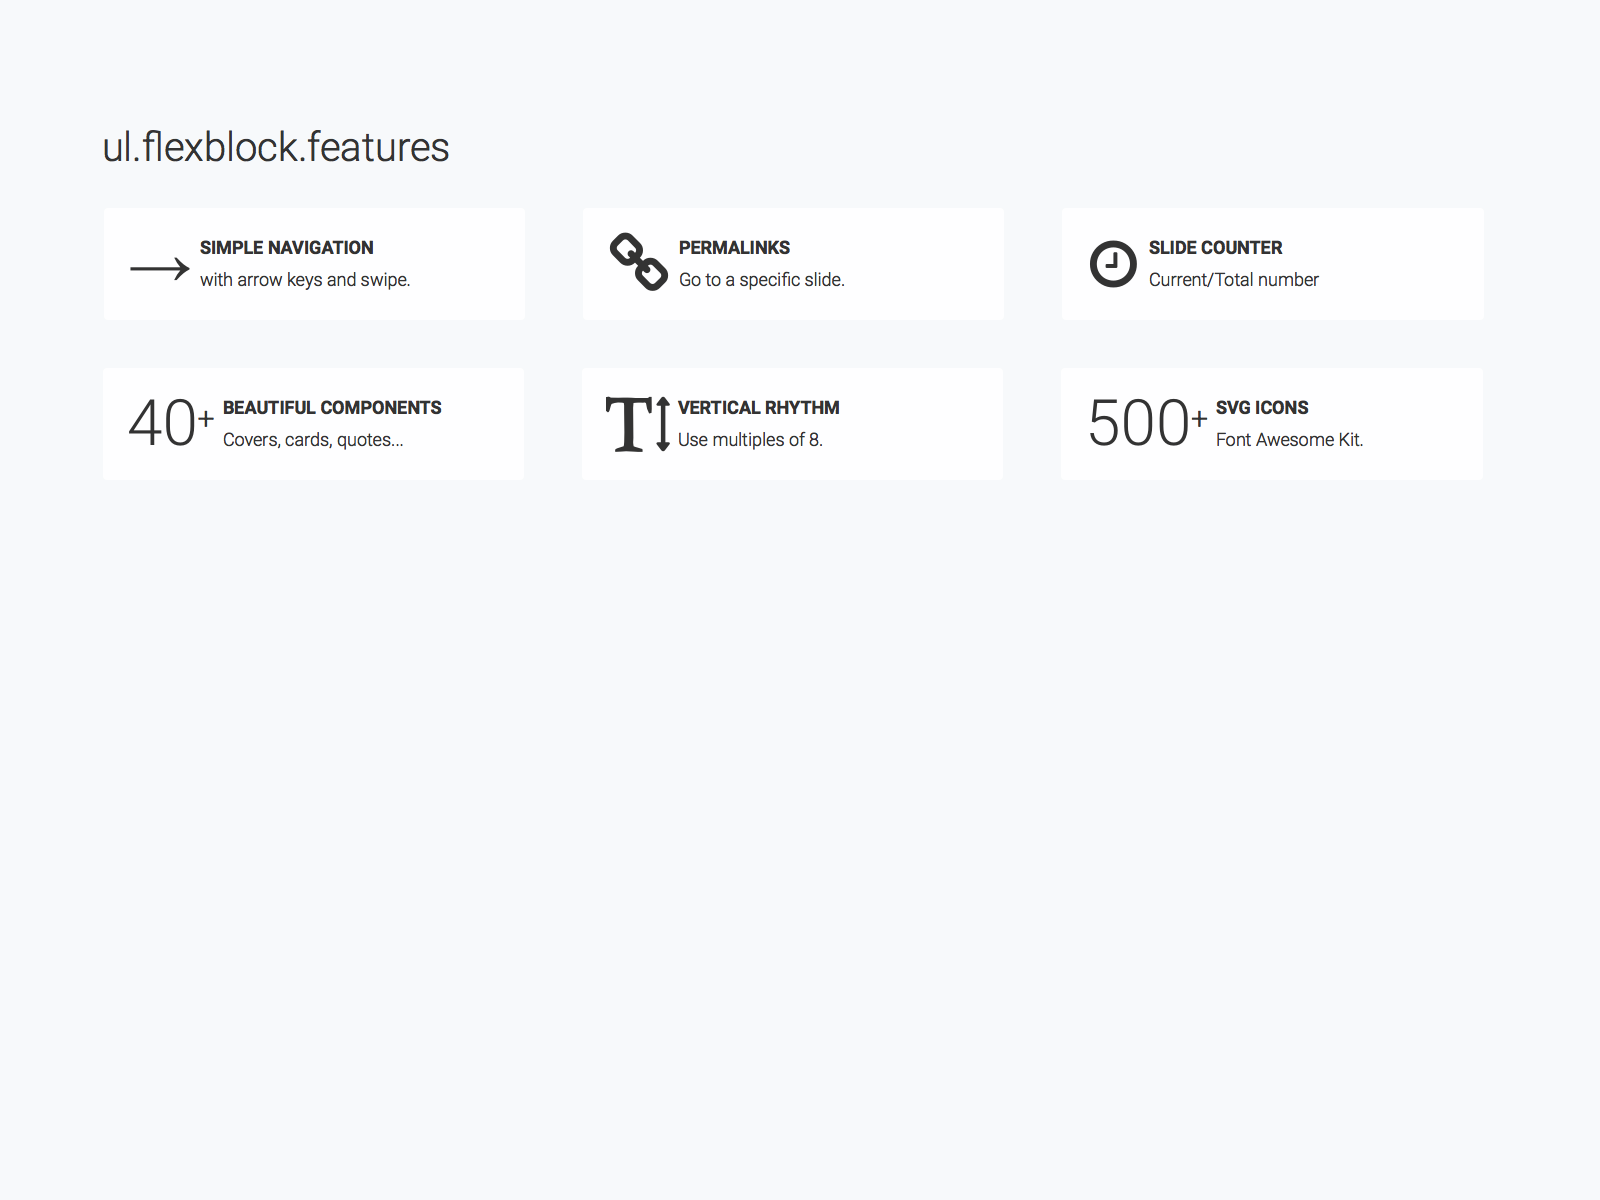 ul.flexblock.features
SIMPLE NAVIGATION
with arrow keys and swipe.
PERMALINKS
Go to a specific slide.
SLIDE COUNTER
Current/Total number
40+
BEAUTIFUL COMPONENTS
Covers, cards, quotes...
VERTICAL RHYTHM
Use multiples of 8.
500+
SVG ICONS
Font Awesome Kit.